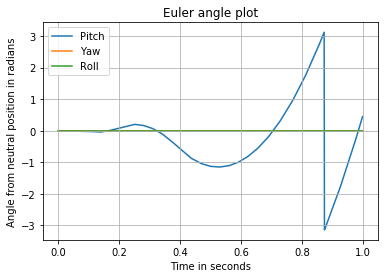 Euler angle plot
Pitch
Yaw
Roll
Angle from neutral position in radians
3
2
1
0
−1
−2
−3
0.0 0.2 0.4 0.6 0.8 1.0
Time in seconds